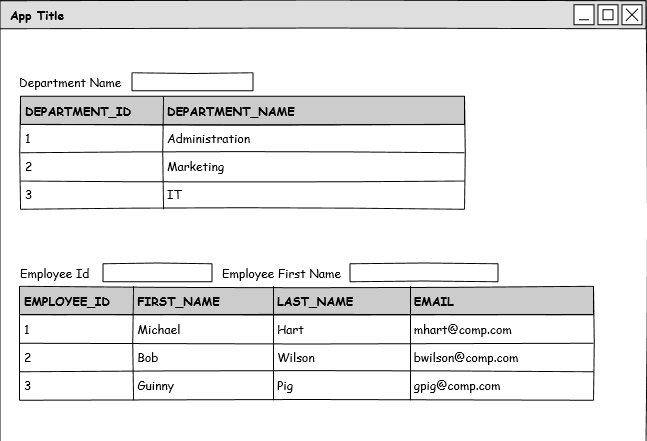 App Title
Department Name
DEPARTMENT_ID DEPARTMENT_NAME
1 Administration
2 Marketing
3 IT
Employee Id Employee First Name
EMPLOYEE_ID FIRST_NAME LAST_NAME EMAIL
1 Michael Hart mhart@comp.com
2 Bob Wilson bwilson@comp.com
3 Guinny Pig gpig@comp.com